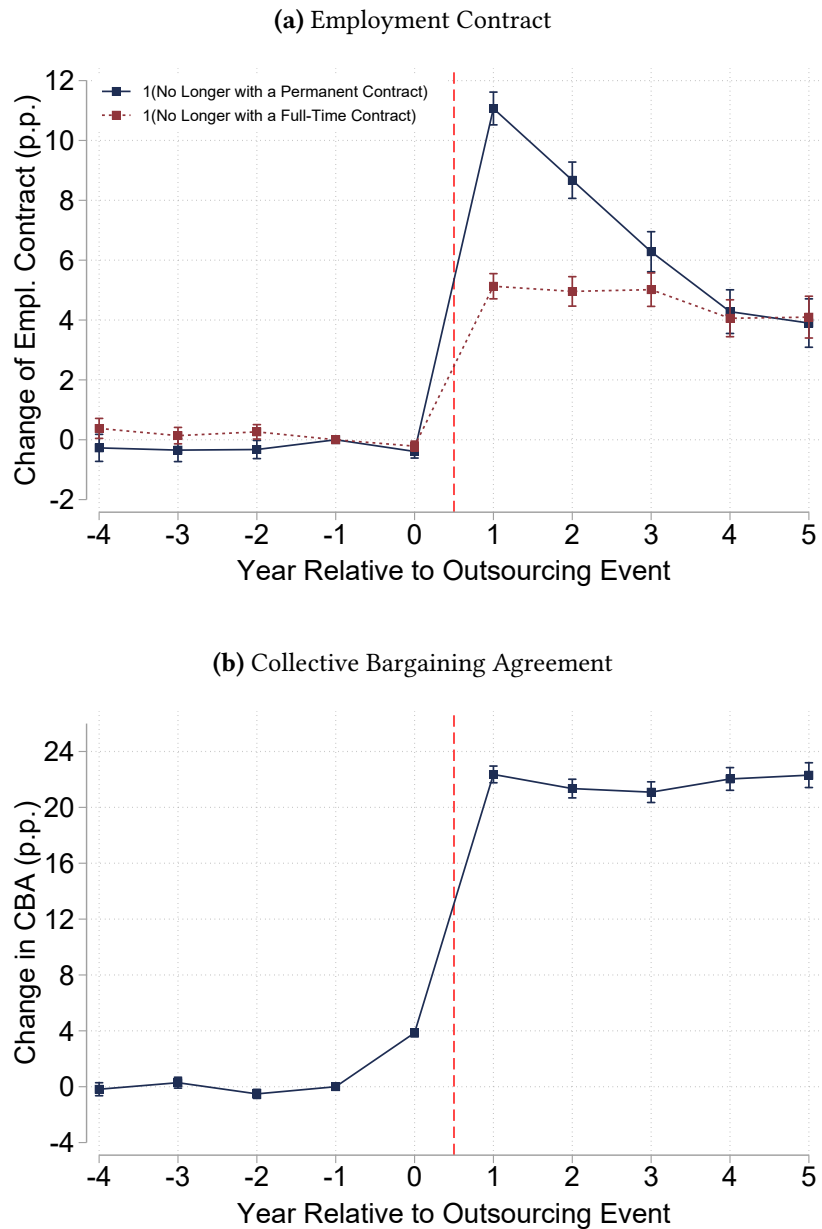 (a) Employment Contract
1(No Longer with a Permanent Contract)
1(No Longer with a Full-Time Contract)
Change of Empl. Contract (p.p.)
12
10
8
6
4
2
0
-2
-4 -3 -2 -1 0 1 2 3 4 5
Year Relative to Outsourcing Event
(b) Collective Bargaining Agreement
Change in CBA (p.p.)
24
20
16
12
8
4
0
-4
-4 -3 -2 -1 0 1 2 3 4 5
Year Relative to Outsourcing Event